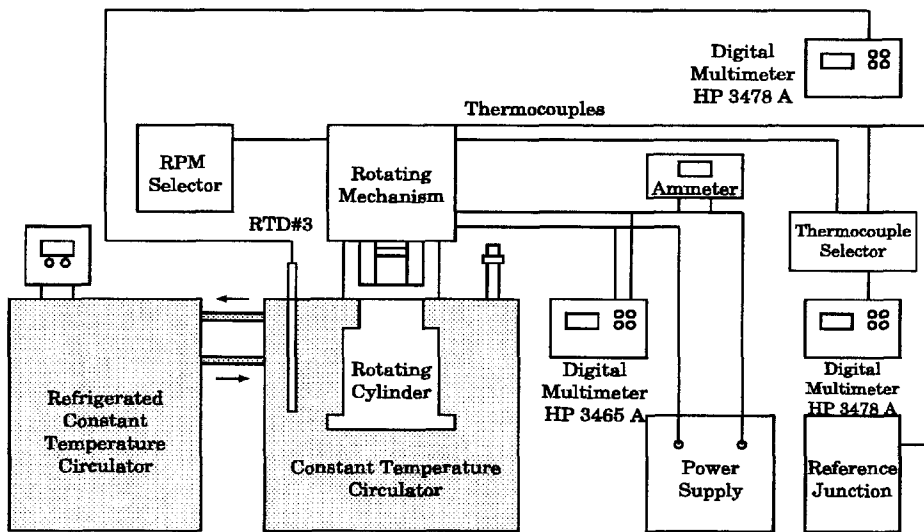 Digital
Multimeter
HP 3478 A
Thermocouples
RPM
Selector
Rotating
Mechanism
Ammeter
RTD#3
Thermocouple
Selector
Rotating
Cylinder
Digital
Multimeter
HP 3465 A
Digital
Multimeter
HP 3478 A
Refrigerated
Constant
Temperature
Circulator
Constant Temperature
Circulator
Power
Supply
Reference
Junction